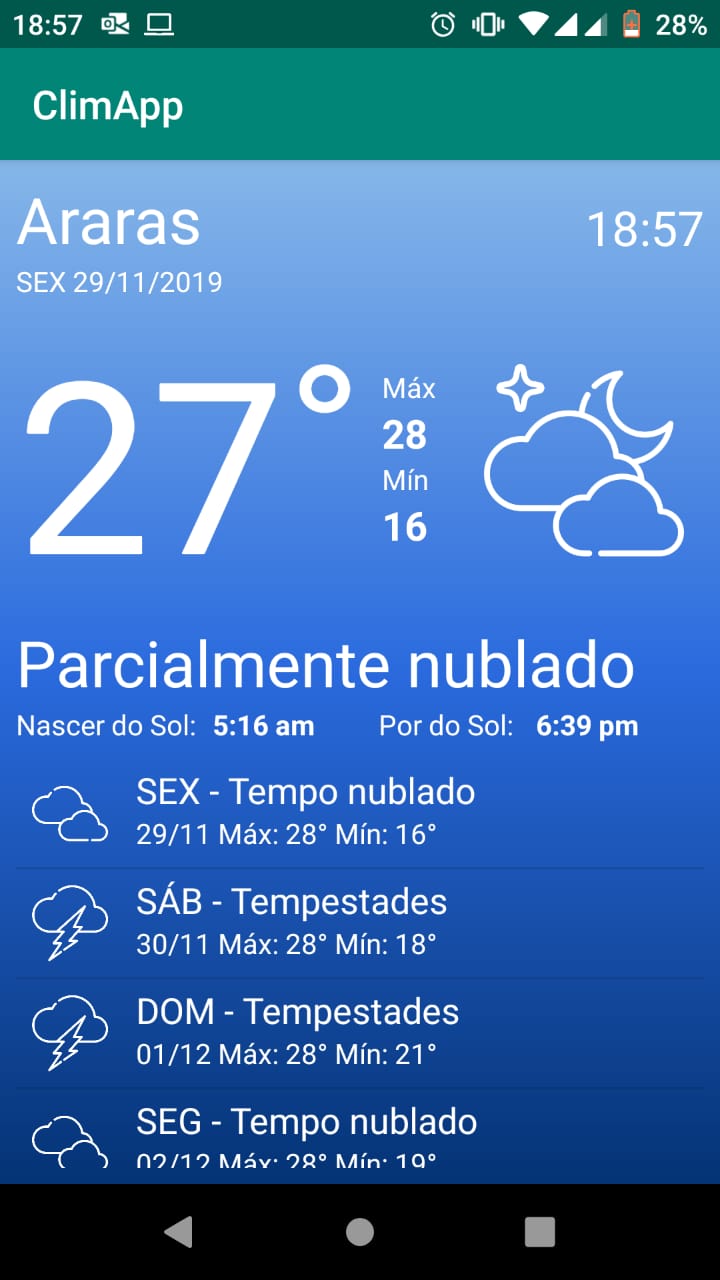 18:57 28%
ClimApp
Araras 18:57
SEX 29/11/2019
27°
Máx
28
Mín
16
Parcialmente nublado
Nascer do Sol: 5:16 am Por do Sol: 6:39 pm
SEX - Tempo nublado
29/11 Máx: 28° Mín: 16°
SÁB - Tempestades
30/11 Máx: 28° Mín: 18°
DOM - Tempestades
01/12 Máx: 28° Mín: 21°
SEG - Tempo nublado
02/12 Máx: 28° Mín: 19°